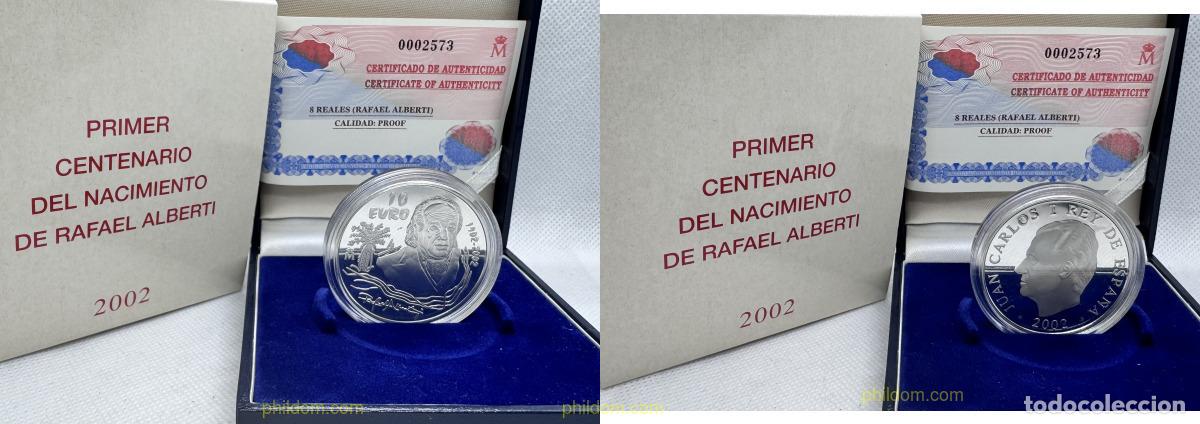 PRIMER
CENTENARIO
DEL NACIMIENTO
DE RAFAEL ALBERTI
2002
0002573
M
CERTIFICADO DE AUTENTICIDAD
CERTIFICATE OF AUTHENTICITY
8 REALES (RAFAEL ALBERTI)
CALIDAD: PROOF
10
EURO
phildom.com
phildom.com
PRIMER
CENTENARIO
DEL NACIMIENTO
DE RAFAEL ALBERTI
2002
0002573
M
CERTIFICADO DE AUTENTICIDAD
CERTIFICATE OF AUTHENTICITY
8 REALES (RAFAEL ALBERTI)
CALIDAD: PROOF
JUAN CARLOS I REY DE ESPAÑA
2002
phildom.com
todocoleccion